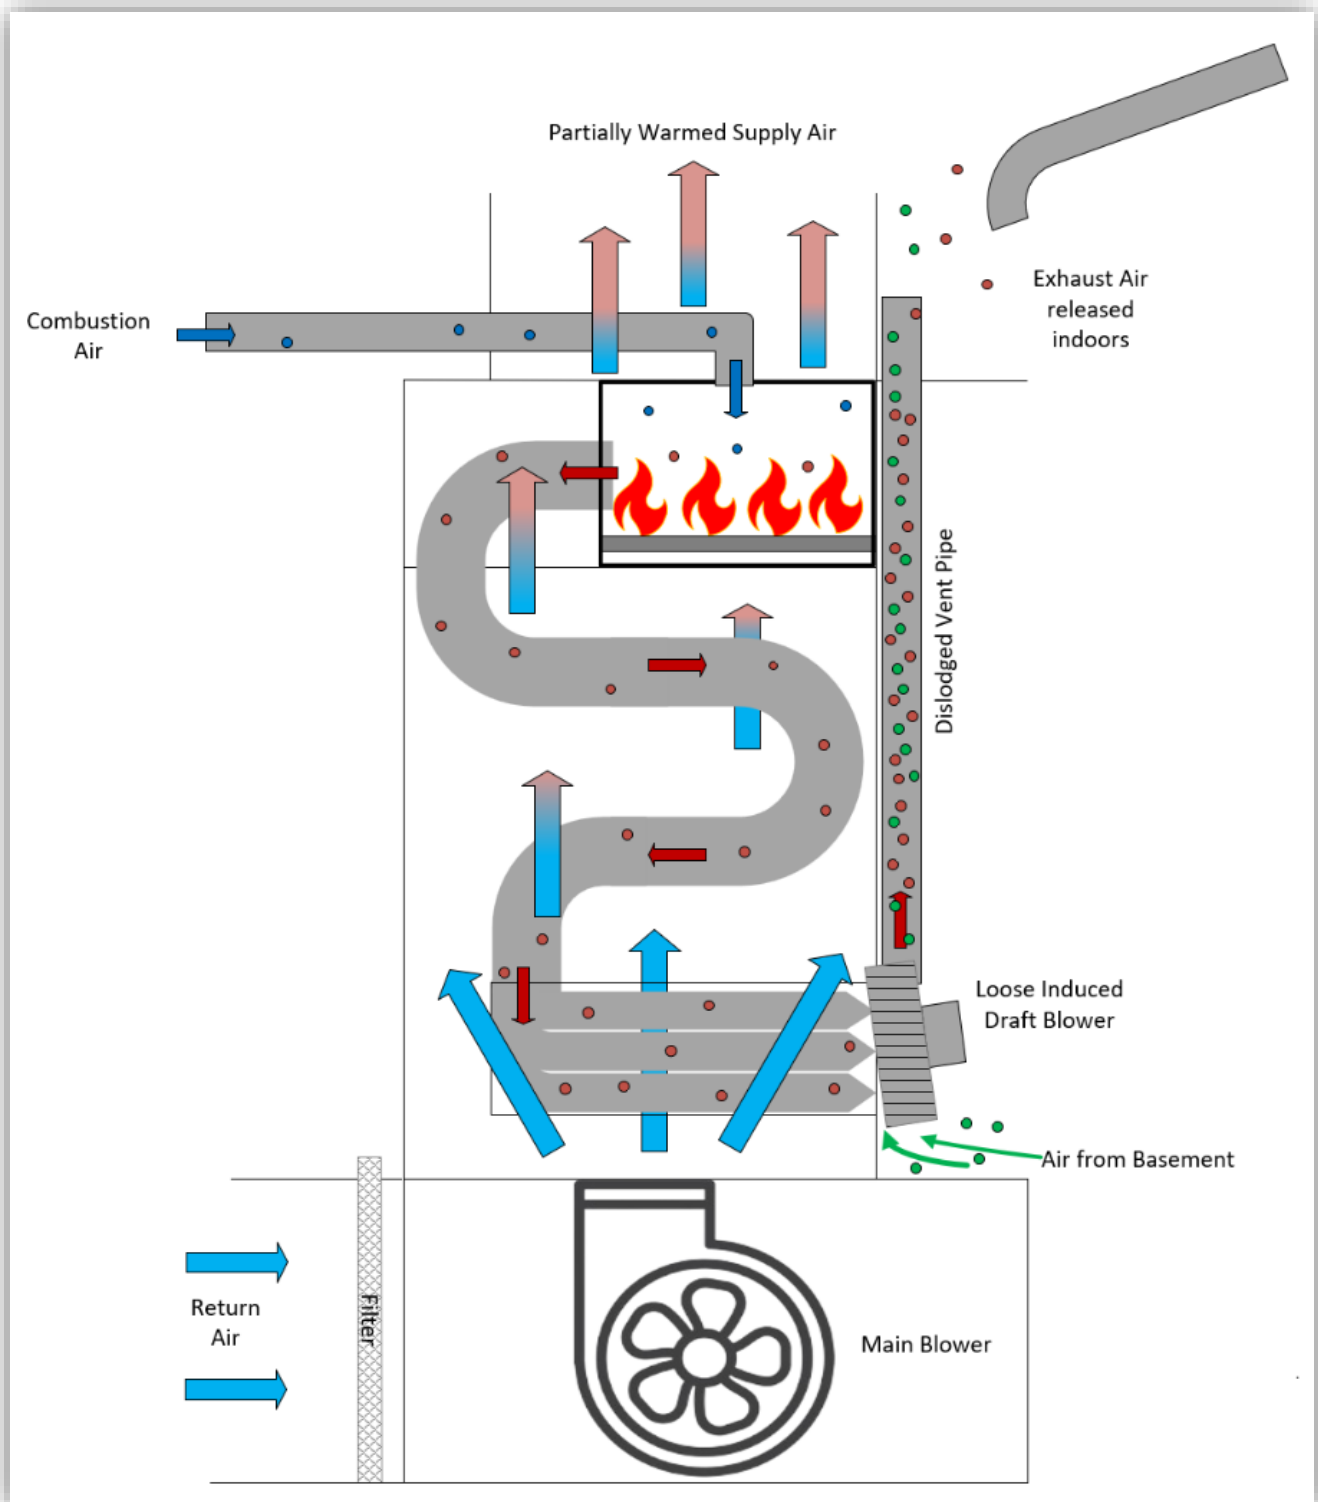 Partially Warmed Supply Air
Combustion
Air
Exhaust Air
released
indoors
Dislodged Vent Pipe
Loose Induced
Draft Blower
Air from Basement
Return
Air
Filter
Main Blower